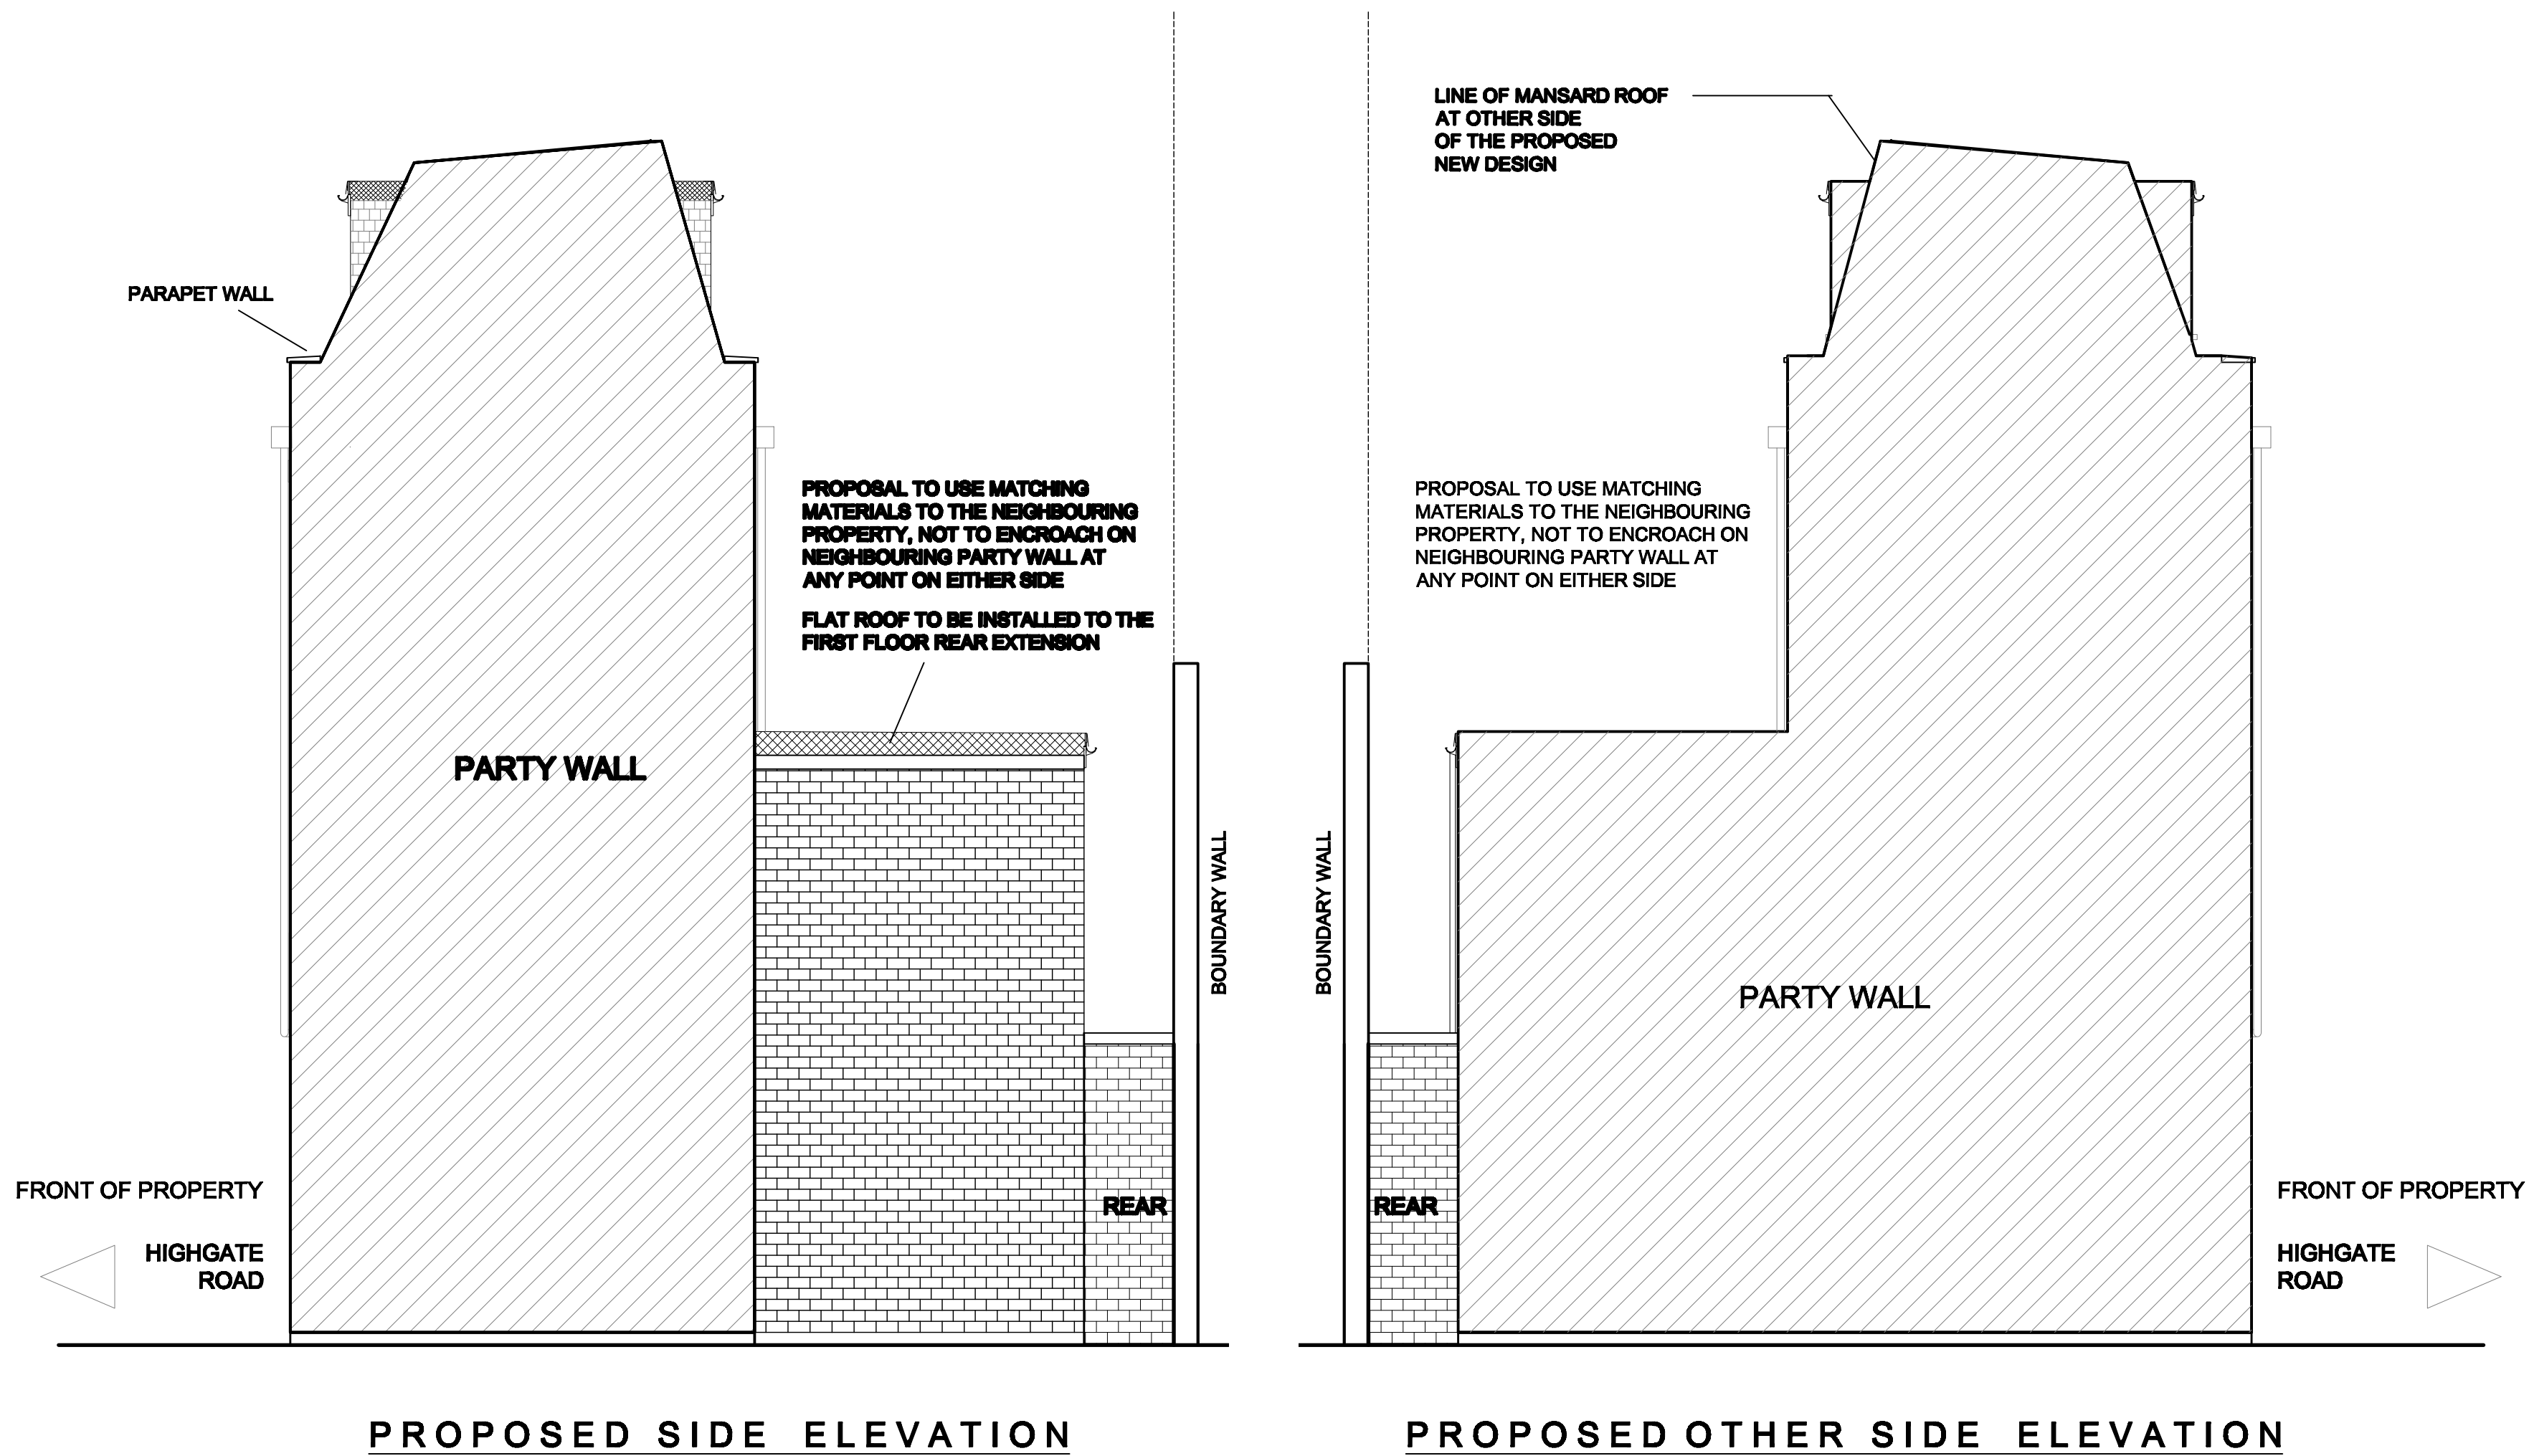 LINE OF MANSARD ROOF
AT OTHER SIDE
OF THE PROPOSED
NEW DESIGN
PARAPET WALL
PROPOSAL TO USE MATCHING
MATERIALS TO THE NEIGHBOURING
PROPERTY, NOT TO ENCROACH ON
NEIGHBOURING PARTY WALL AT
ANY POINT ON EITHER SIDE
FLAT ROOF TO BE INSTALLED TO THE
FIRST FLOOR REAR EXTENSION
PROPOSAL TO USE MATCHING
MATERIALS TO THE NEIGHBOURING
PROPERTY, NOT TO ENCROACH ON
NEIGHBOURING PARTY WALL AT
ANY POINT ON EITHER SIDE
PARTY WALL
BOUNDARY WALL
BOUNDARY WALL
PARTY WALL
FRONT OF PROPERTY
HIGHGATE
ROAD
REAR
REAR
FRONT OF PROPERTY
HIGHGATE
ROAD
PROPOSED SIDE ELEVATION
PROPOSED OTHER SIDE ELEVATION